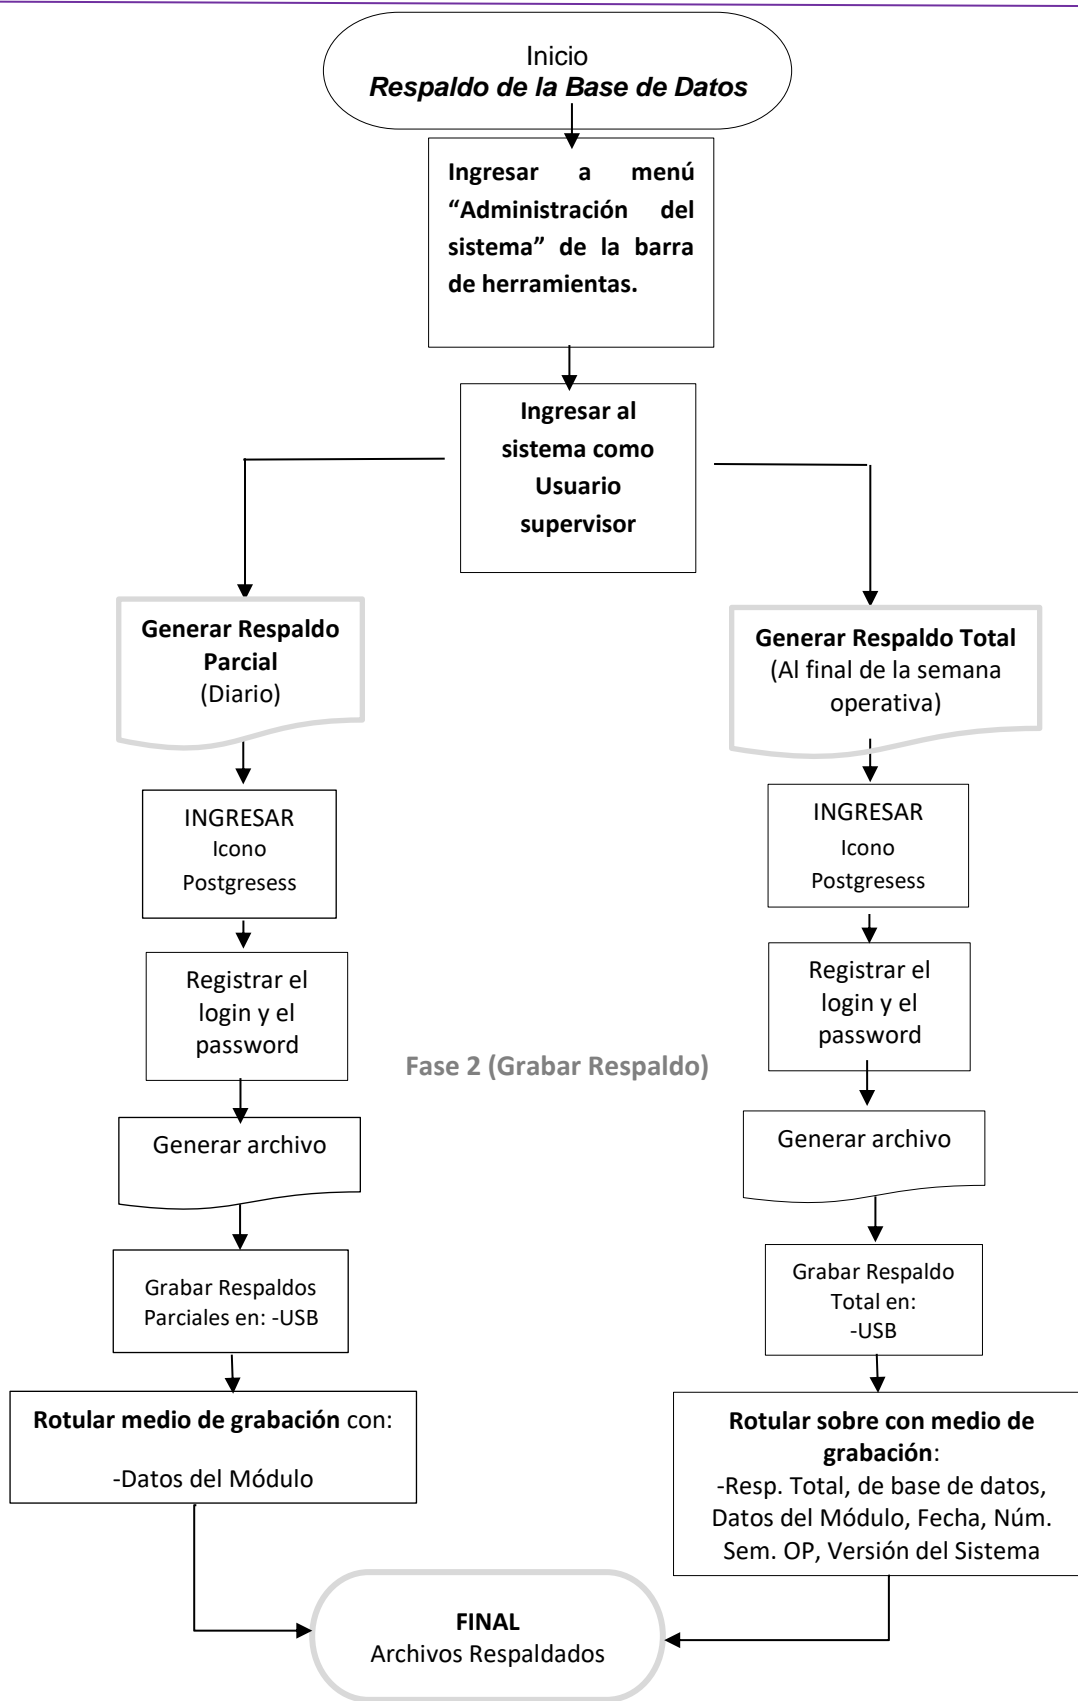 Inicio
Respaldo de la Base de Datos
Ingresar a menú
“Administración del
sistema” de la barra
de herramientas.
Ingresar al
sistema como
Usuario
supervisor
Generar Respaldo
Parcial
(Diario)
INGRESAR
Icono
Postgresess
Registrar el
login y el
password
Generar archivo
Grabar Respaldos
Parciales en: -USB
Rotular medio de grabación con:
-Datos del Módulo
Generar Respaldo Total
(Al final de la semana
operativa)
INGRESAR
Icono
Postgresess
Registrar el
login y el
password
Fase 2 (Grabar Respaldo)
Generar archivo
Grabar Respaldo
Total en:
-USB
Rotular sobre con medio de
grabación:
-Resp. Total, de base de datos,
Datos del Módulo, Fecha, Núm.
Sem. OP, Versión del Sistema
FINAL
Archivos Respaldados